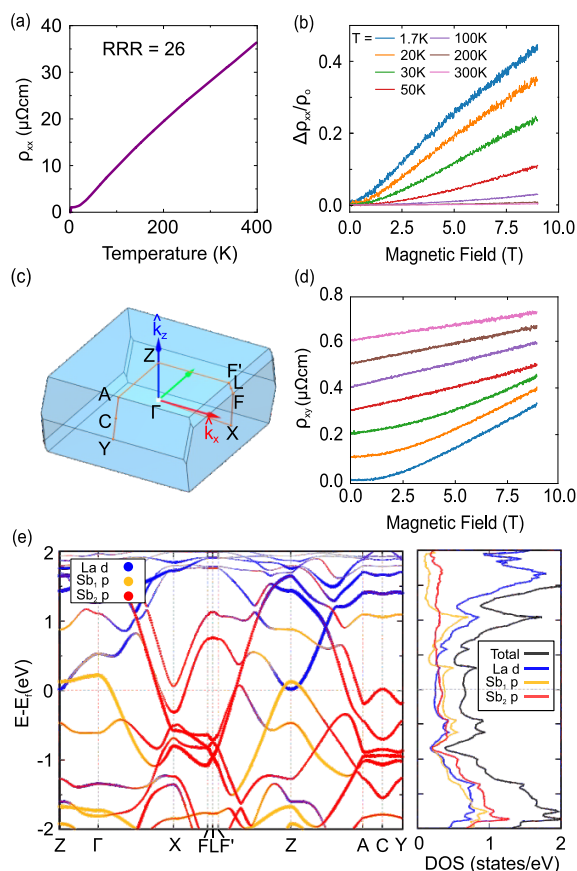 (a)
RRR = 26
ρxx (μΩcm)
40
30
20
10
0
0 200 400
Temperature (K)
(b)
T = 1.7K 100K
20K 200K
30K 300K
50K
Δρxx/ρo
0.4
0.2
0.0
0.0 2.5 5.0 7.5 10.0
Magnetic Field (T)
(c)
k̂z
Z
F'
L
A
F
Γ
C
k̂x
X
Y
(d)
ρxy (μΩcm)
0.8
0.6
0.4
0.2
0.0
0.0 2.5 5.0 7.5 10.0
Magnetic Field (T)
(e)
La d
Sb1 p
Sb2 p
E-Ef(eV)
2
1
0
-1
-2
Z Γ X F L F' Z A C Y
Total
La d
Sb1 p
Sb2 p
0 1 2
DOS (states/eV)